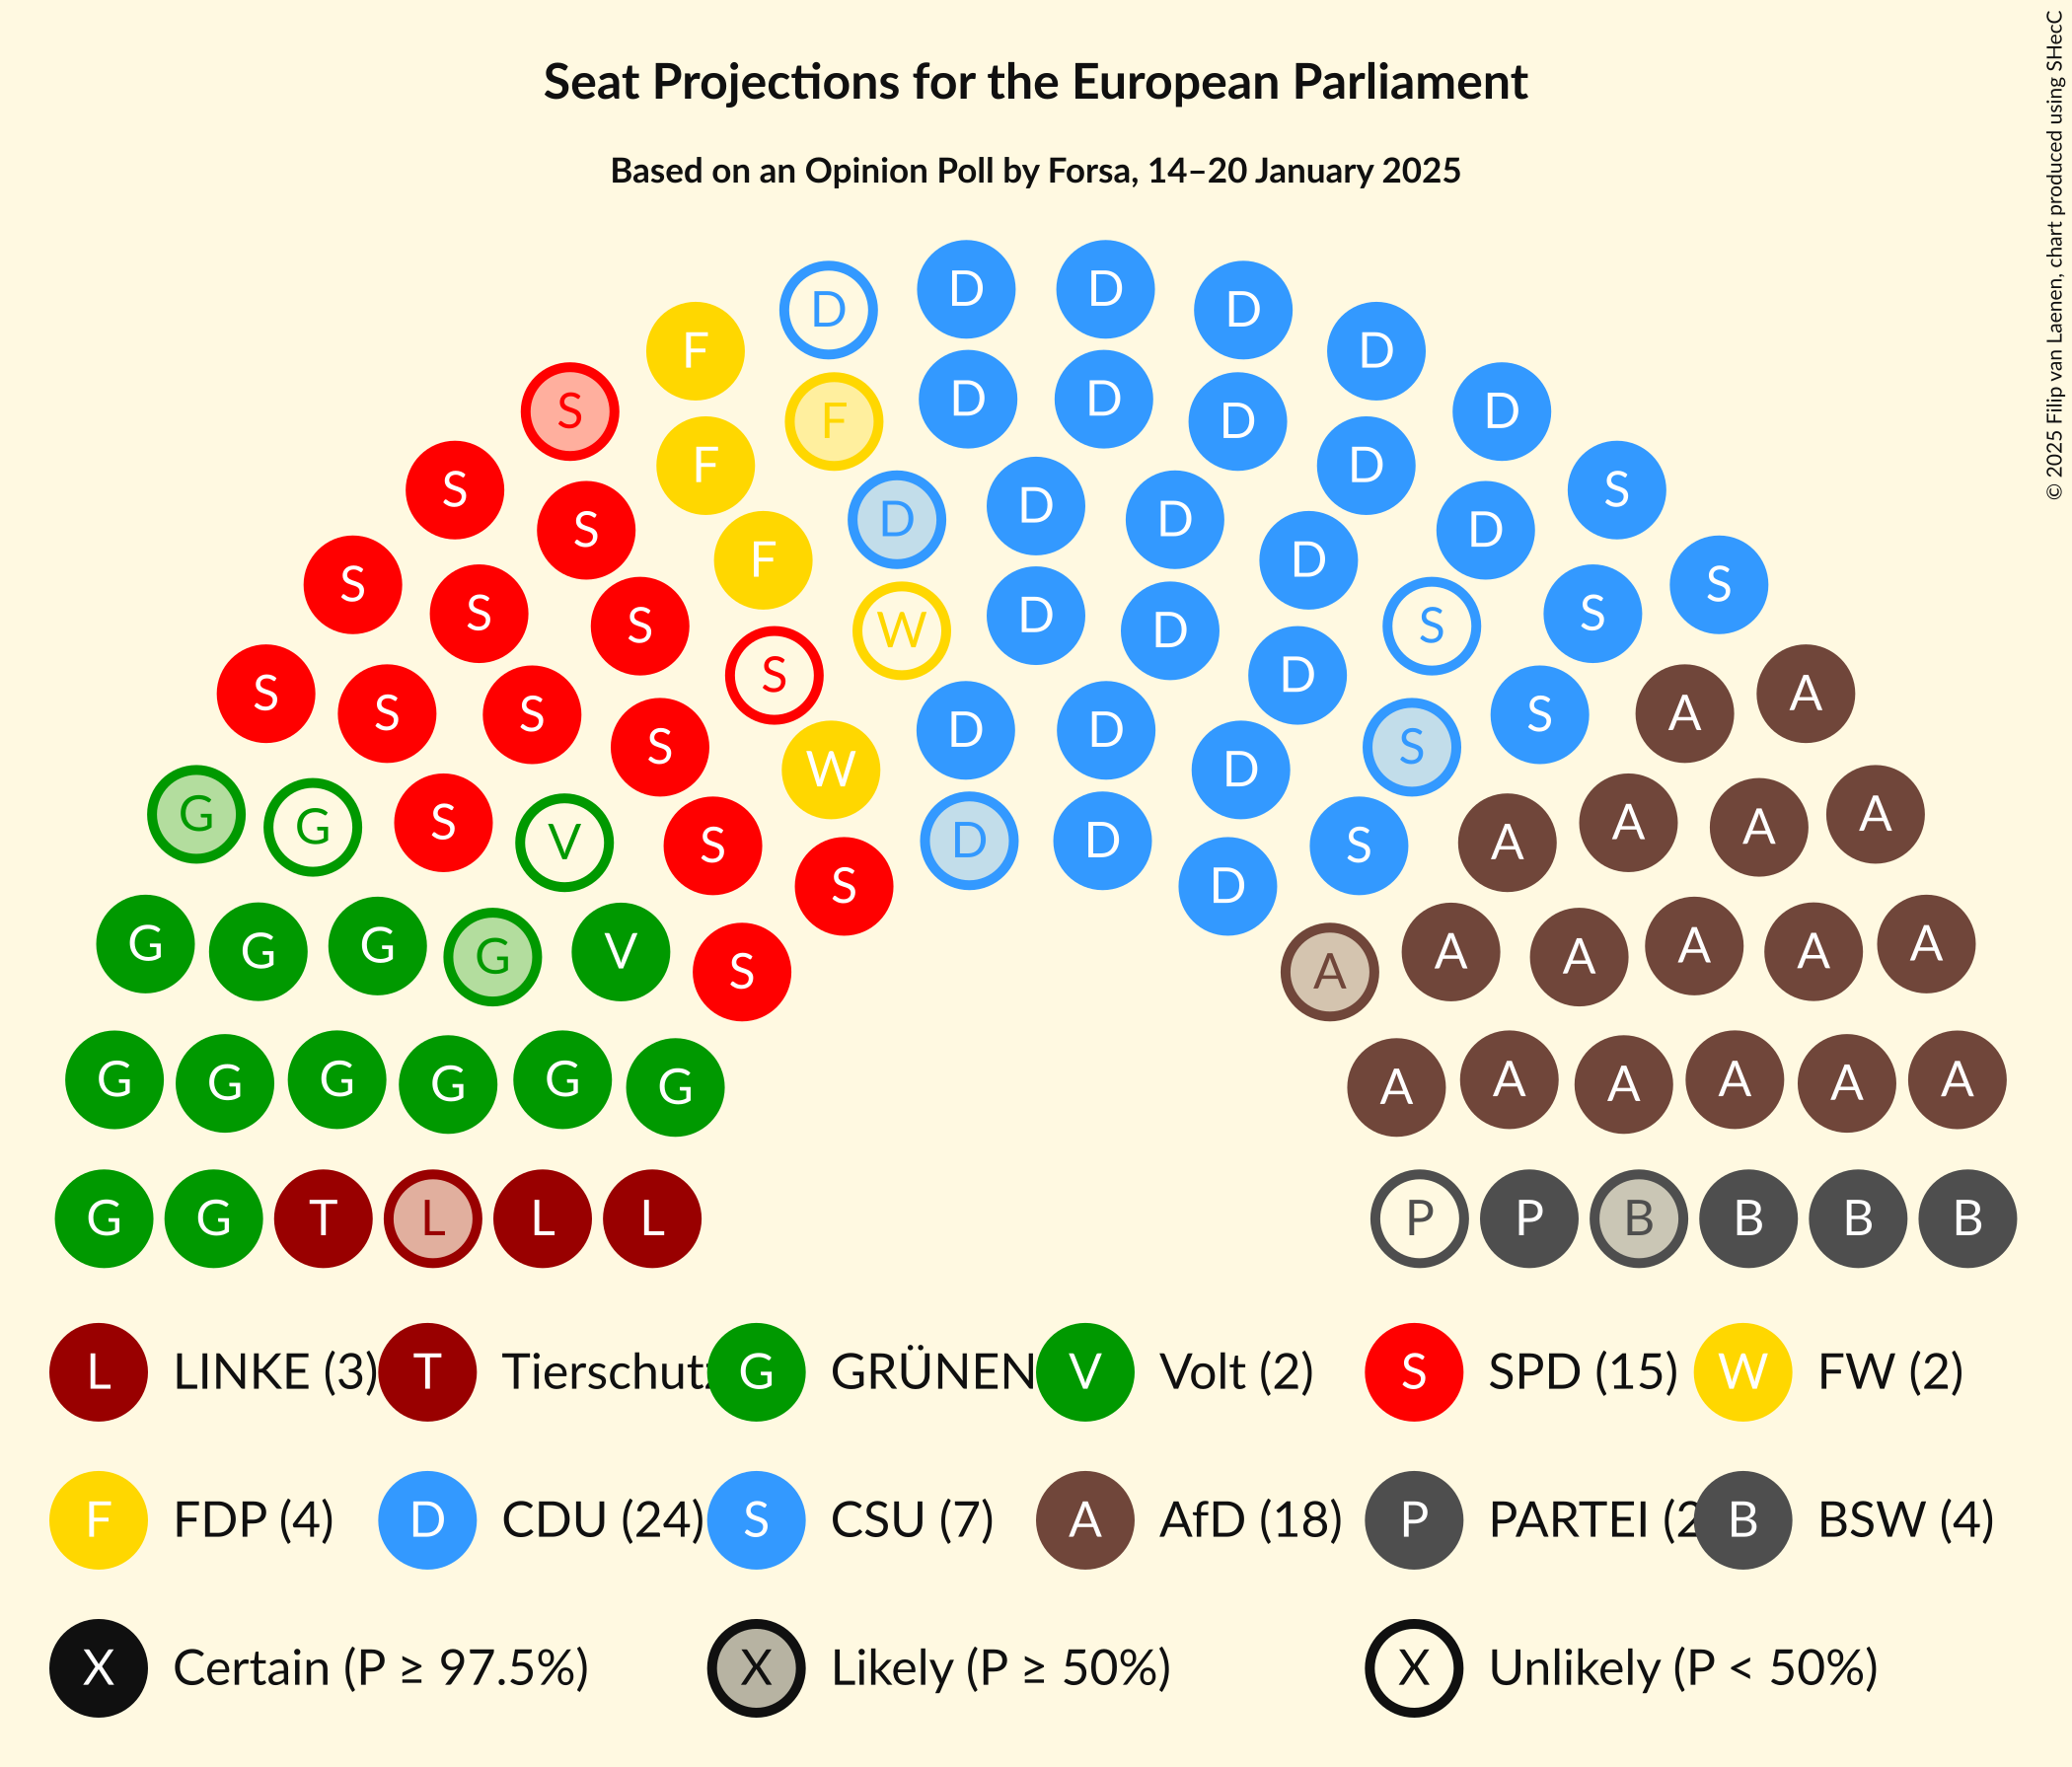 Seat Projections for the European Parliament
Based on an Opinion Poll by Forsa, 14–20 January 2025
© 2025 Filip van Laenen, chart produced using SHecC
D D D D
F D
S F D D D D
F F D D
S S D D D D S
S F D D S
S S S W D D S S S
S S S S D S A A
S S W D D D S S
G G S V S D D S A A A A
S D
G G G G V S A A A A A A
G G G G G G A A A A A A
G G T L L L P P B B B B
L LINKE (3) T Tierschutz G GRÜNEN V Volt (2) S SPD (15) W FW (2)
F FDP (4) D CDU (24) S CSU (7) A AfD (18) P PARTEI (2 B BSW (4)
X Certain (P ≥ 97.5%) X Likely (P ≥ 50%) X Unlikely (P < 50%)